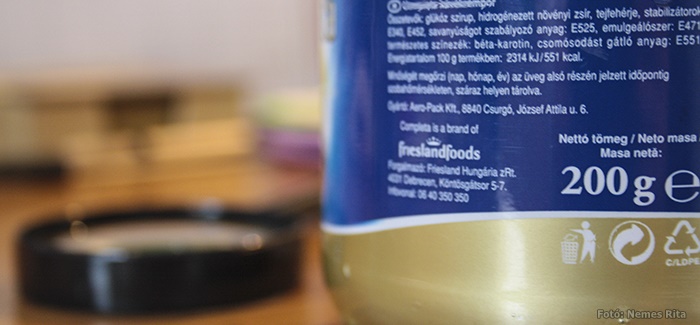 Összetevők: glükóz szirup, hidrogénezett növényi zsír, tejfehérje, stabilizátorok
E340, E452, savanyúságot szabályozó anyag: E525, emulgeálószer: E471
természetes színezék: béta-karotin, csomósodást gátló anyag: E551
Energiatartalom 100 g termékben: 2314 kJ/551 kcal.
Minőségét megőrzi (nap, hónap, év) az üveg alsó részén jelzett időpontig
szobahőmérsékleten, száraz helyen tárolva.
Gyártó: Aero-Pack Kft., 8840 Csurgó, József Attila u. 6.
Completa is a brand of
frieslandfoods
Forgalmazó: Friesland Hungária zRt.
4031 Debrecen, Köntösgátsor 5-7.
Infovonal: 06 40 350 350
Nettó tömeg / Neto masa
Masa netă:
200 g e
C/LDPE
Fotó: Nemes Rita